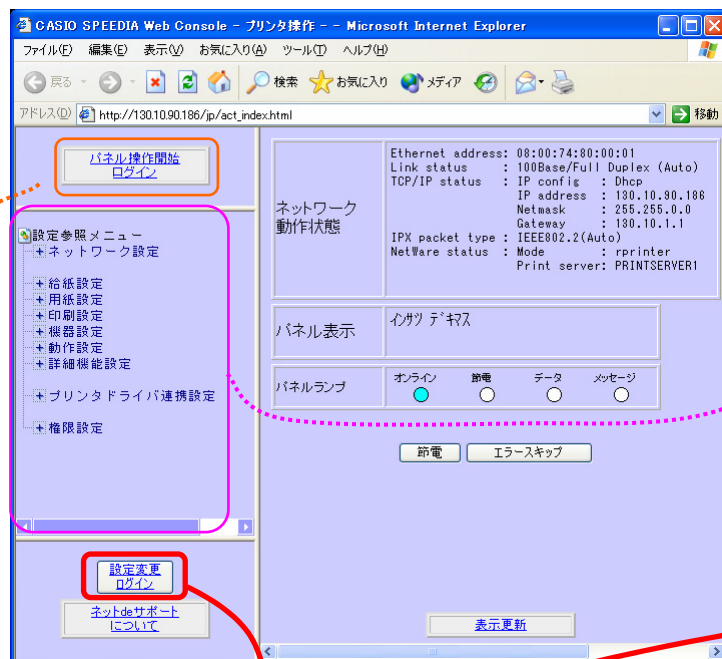 CASIO SPEEDIA Web Console - プリンタ操作 - - Microsoft Internet Explorer
ファイル(F) 編集(E) 表示(V) お気に入り(A) ツール(T) ヘルプ(H)
戻る 検索 お気に入り メディア
アドレス(D) http://130.10.90.186/jp/act_index.html 移動
パネル操作開始
ログイン
設定参照メニュー
ネットワーク設定
給紙設定
用紙設定
印刷設定
機器設定
動作設定
詳細機能設定
プリンタドライバ連携設定
権限設定
設定変更
ログイン
ネットdeサポート
について
ネットワーク
動作状態
Ethernet address: 08:00:74:80:00:01
Link status : 100Base/Full Duplex (Auto)
TCP/IP status : IP config : Dhcp
IP address : 130.10.90.186
Netmask : 255.255.0.0
Gateway : 130.10.1.1
IPX packet type : IEEE802.2(Auto)
NetWare status : Mode : rprinter
Print server: PRINTSERVER1
パネル表示
インサツ デキマス
パネルランプ
オンライン 節電 データ メッセージ
節電 エラースキップ
表示更新